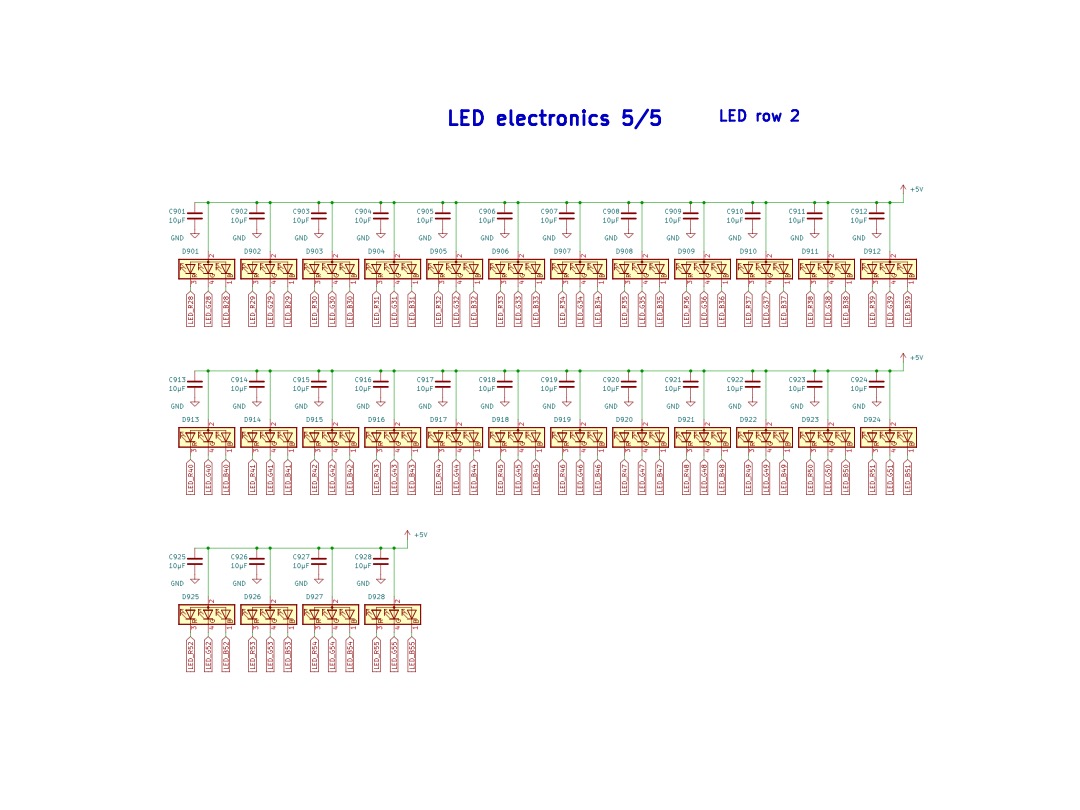 LED electronics 5/5 LED row 2
+5V
C901 C902 C903 C904 C905 C906 C907 C908 C909 C910 C911 C912
10µF 10µF 10µF 10µF 10µF 10µF 10µF 10µF 10µF 10µF 10µF 10µF
GND GND GND GND GND GND GND GND GND GND GND GND
D901 D902 D903 D904 D905 D906 D907 D908 D909 D910 D911 D912
LED_R28 LED_G28 LED_B28 LED_R29 LED_G29 LED_B29 LED_R30 LED_G30 LED_B30 LED_R31 LED_G31 LED_B31 LED_R32 LED_G32 LED_B32 LED_R33 LED_G33 LED_B33 LED_R34 LED_G34 LED_B34 LED_R35 LED_G35 LED_B35 LED_R36 LED_G36 LED_B36 LED_R37 LED_G37 LED_B37 LED_R38 LED_G38 LED_B38 LED_R39 LED_G39 LED_B39
+5V
C913 C914 C915 C916 C917 C918 C919 C920 C921 C922 C923 C924
10µF 10µF 10µF 10µF 10µF 10µF 10µF 10µF 10µF 10µF 10µF 10µF
GND GND GND GND GND GND GND GND GND GND GND GND
D913 D914 D915 D916 D917 D918 D919 D920 D921 D922 D923 D924
LED_R40 LED_G40 LED_B40 LED_R41 LED_G41 LED_B41 LED_R42 LED_G42 LED_B42 LED_R43 LED_G43 LED_B43 LED_R44 LED_G44 LED_B44 LED_R45 LED_G45 LED_B45 LED_R46 LED_G46 LED_B46 LED_R47 LED_G47 LED_B47 LED_R48 LED_G48 LED_B48 LED_R49 LED_G49 LED_B49 LED_R50 LED_G50 LED_B50 LED_R51 LED_G51 LED_B51
+5V
C925 C926 C927 C928
10µF 10µF 10µF 10µF
GND GND GND GND
D925 D926 D927 D928
LED_R52 LED_G52 LED_B52 LED_R53 LED_G53 LED_B53 LED_R54 LED_G54 LED_B54 LED_R55 LED_G55 LED_B55